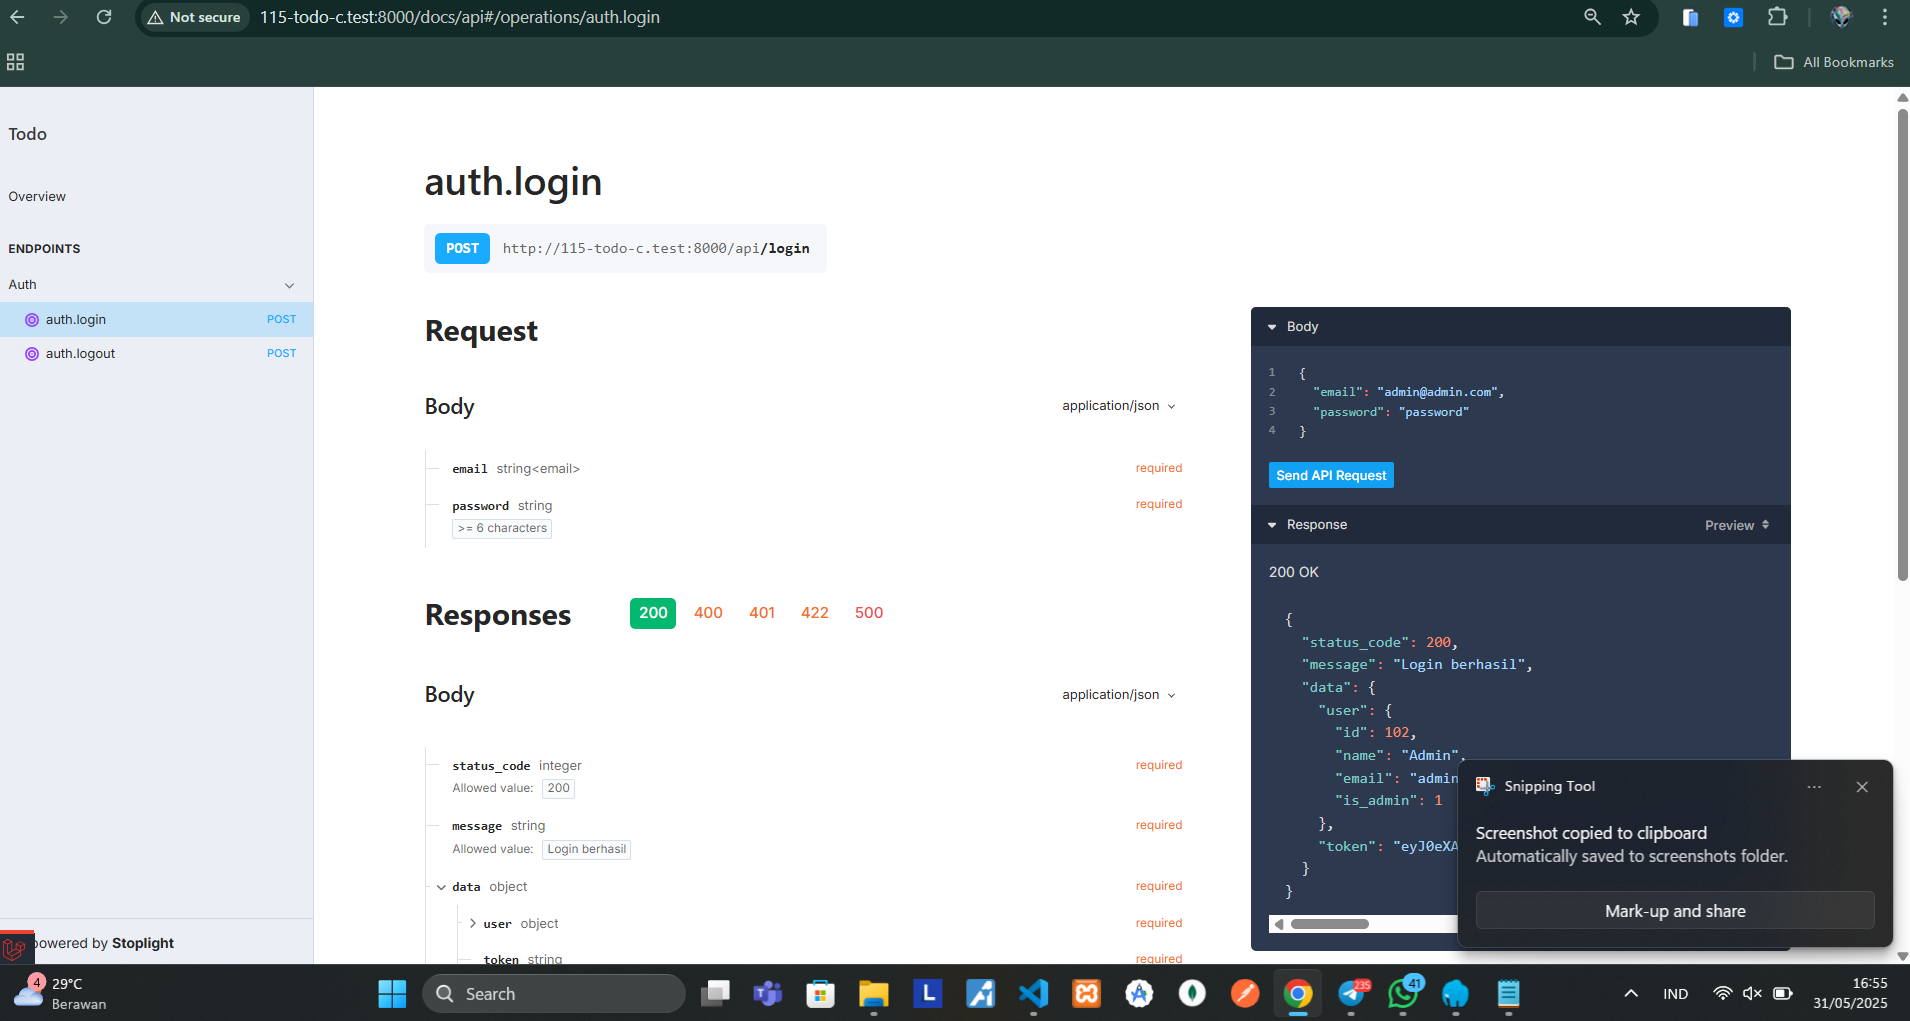 Not secure
115-todo-c.test:8000/docs/api#/operations/auth.login
All Bookmarks
Todo
Overview
ENDPOINTS
Auth
auth.login POST
auth.logout POST
powered by Stoplight
auth.login
POST http://115-todo-c.test:8000/api/login
Request
Body application/json
email string<email> required
password string required
>= 6 characters
Responses 200 400 401 422 500
Body application/json
status_code integer required
Allowed value: 200
message string required
Allowed value: Login berhasil
data object required
user object required
token string required
Body
1 {
2 "email": "admin@admin.com",
3 "password": "password"
4 }
Send API Request
Response Preview
200 OK
{
"status_code": 200,
"message": "Login berhasil",
"data": {
"user": {
"id": 102,
"name": "Admin",
"email": "admin
"is_admin": 1
},
"token": "eyJ0eXA
}
}
Snipping Tool
Screenshot copied to clipboard
Automatically saved to screenshots folder.
Mark-up and share
4
29°C
Berawan
Search
L
235
41
IND
16:55
31/05/2025